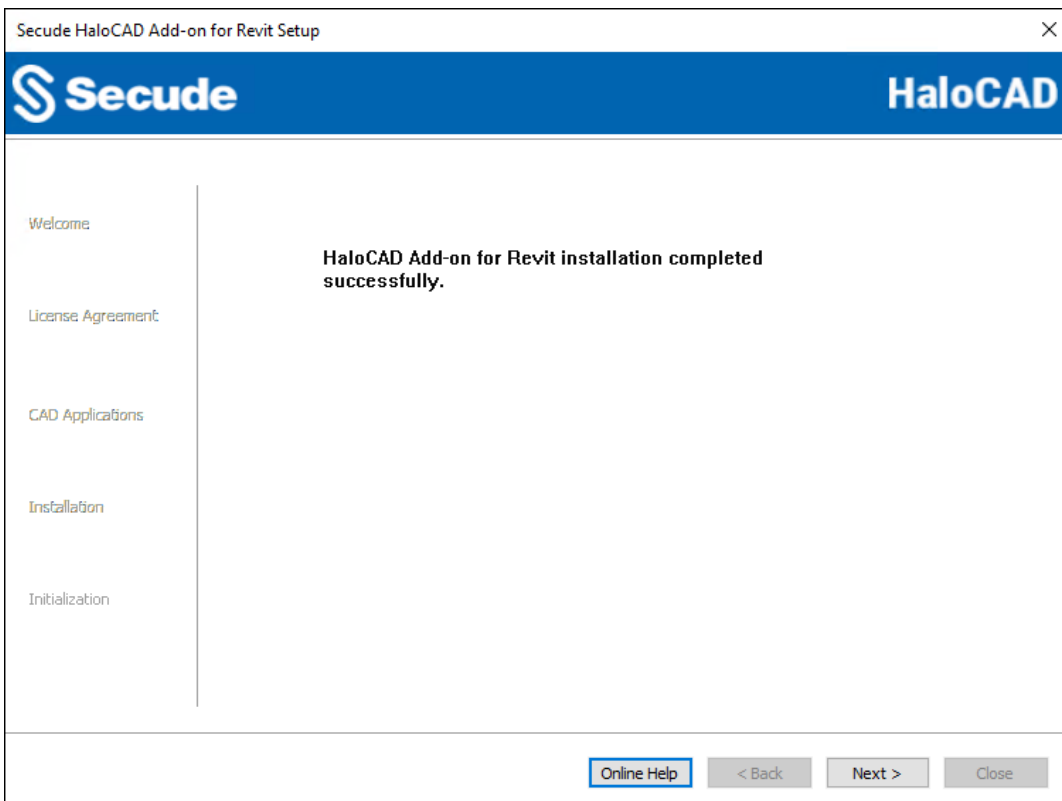 Secude HaloCAD Add-on for Revit Setup
Secude
HaloCAD
Welcome
License Agreement
CAD Applications
Installation
Initialization
HaloCAD Add-on for Revit installation completed
successfully.
Online Help
< Back
Next >
Close